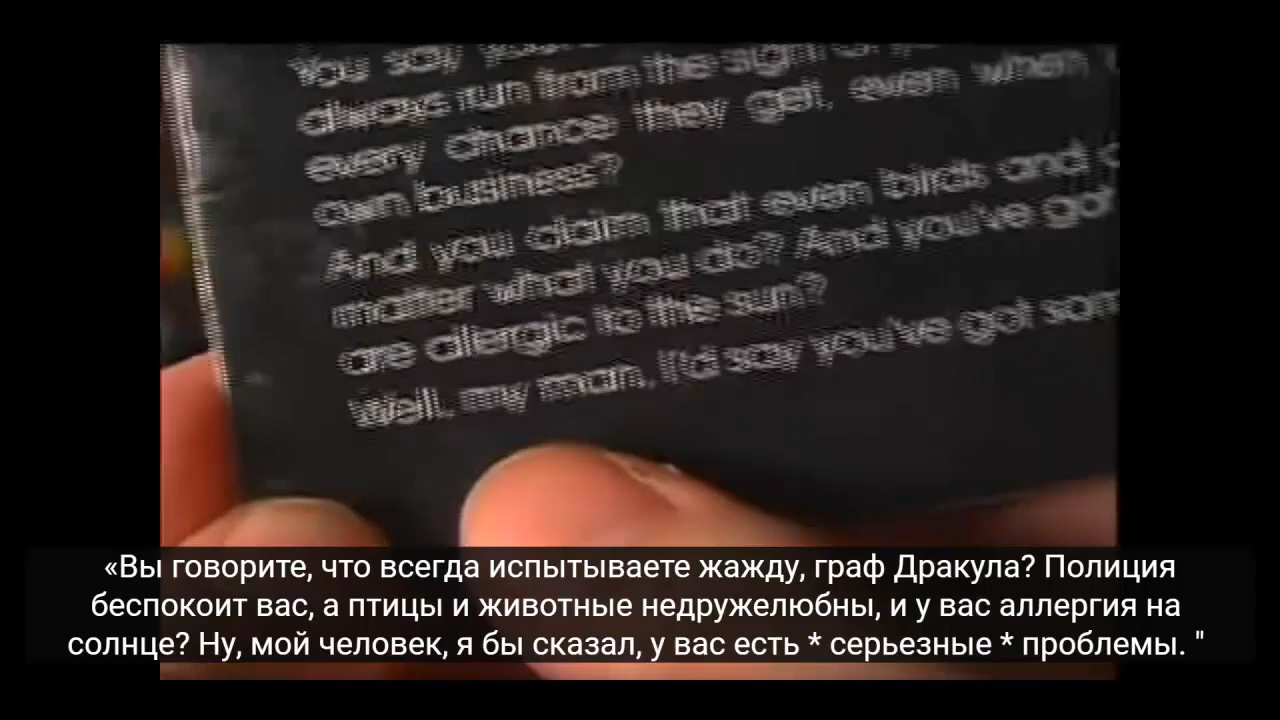 You say
always run from the sign of
every chance they get, even when
own business?
And you claim that even birds and
matter what you do? And you've got
are allergic to the sun?
Well, my man, I'd say you've got som
«Вы говорите, что всегда испытываете жажду, граф Дракула? Полиция
беспокоит вас, а птицы и животные недружелюбны, и у вас аллергия на
солнце? Ну, мой человек, я бы сказал, у вас есть * серьезные * проблемы. "